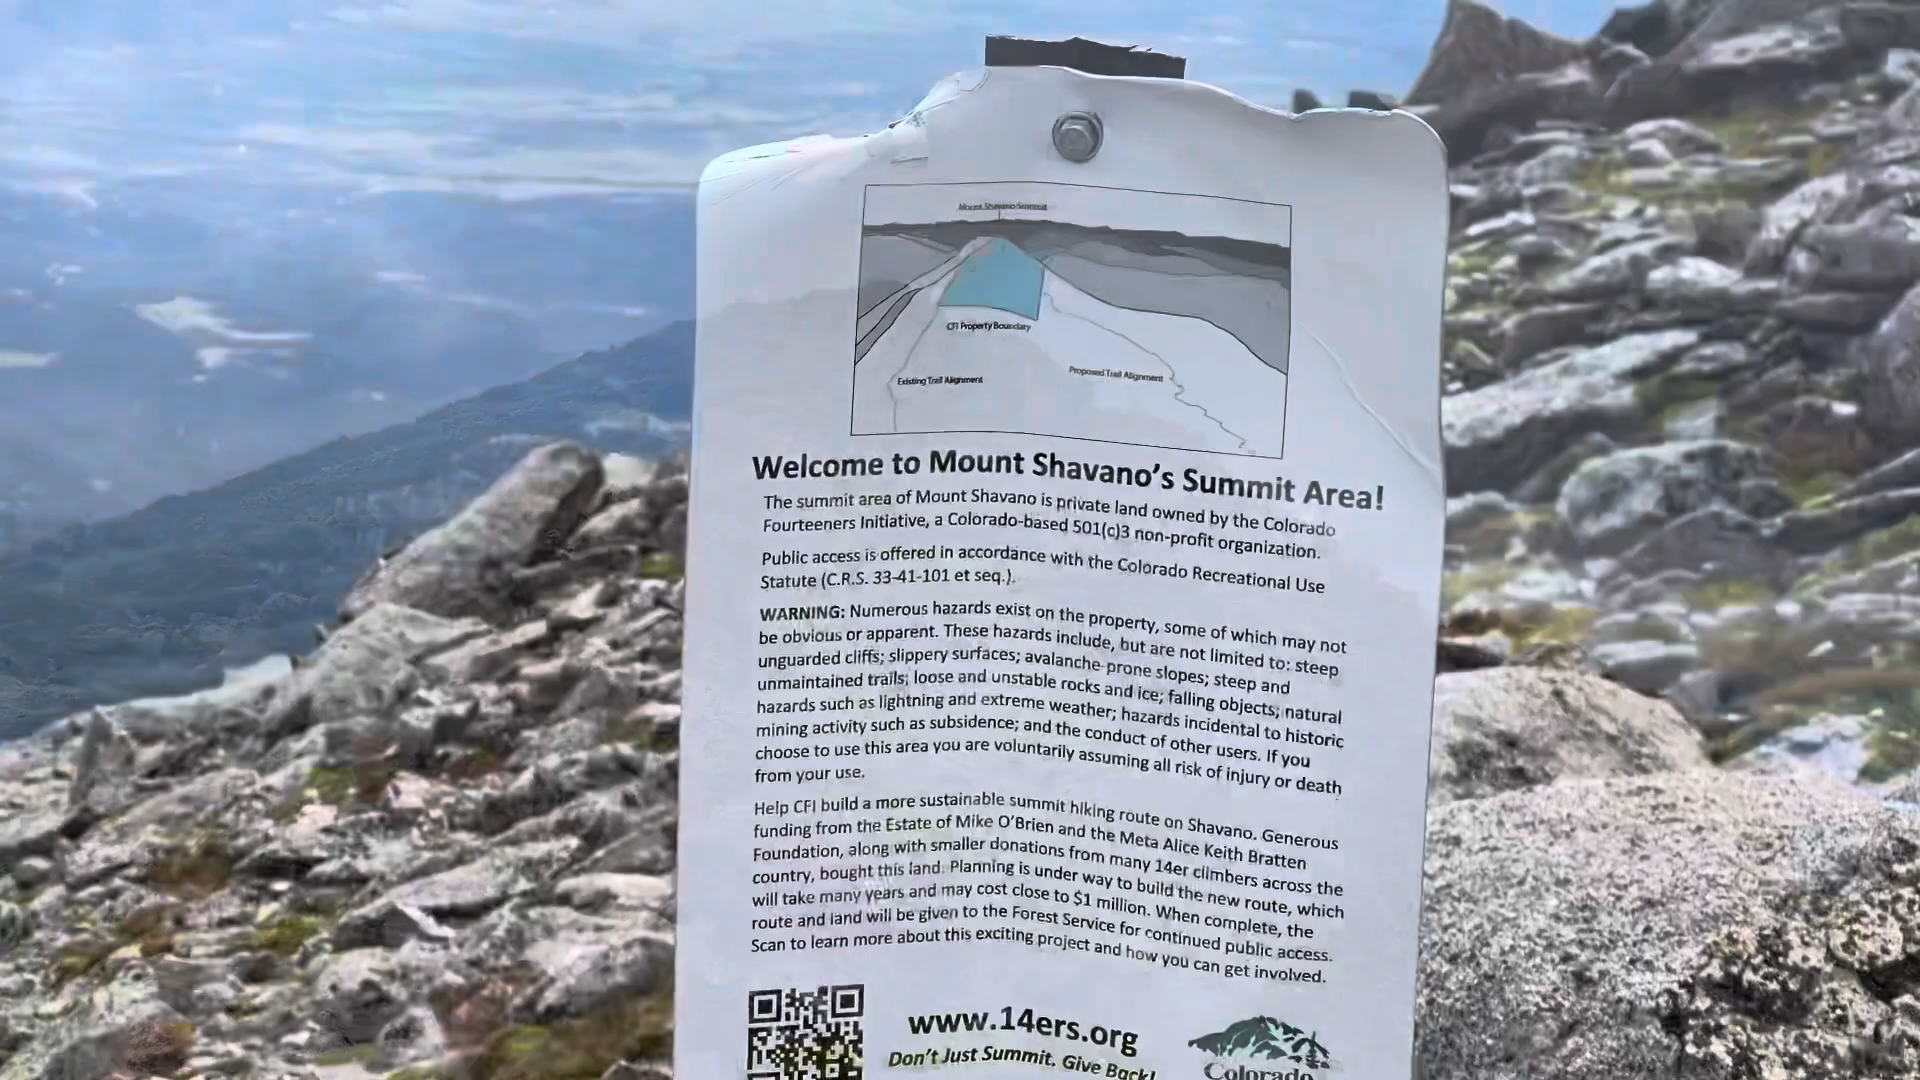 Mount Shavano Summit
CFI Property Boundary
Existing Trail Alignment
Proposed Trail Alignment
Welcome to Mount Shavano's Summit Area!
The summit area of Mount Shavano is private land owned by the Colorado
Fourteeners Initiative, a Colorado-based 501(c)3 non-profit organization.
Public access is offered in accordance with the Colorado Recreational Use
Statute (C.R.S. 33-41-101 et seq.).
WARNING: Numerous hazards exist on the property, some of which may not
be obvious or apparent. These hazards include, but are not limited to: steep
unguarded cliffs; slippery surfaces; avalanche-prone slopes; steep and
unmaintained trails; loose and unstable rocks and ice; falling objects; natural
hazards such as lightning and extreme weather; hazards incidental to historic
mining activity such as subsidence; and the conduct of other users. If you
choose to use this area you are voluntarily assuming all risk of injury or death
from your use.
Help CFI build a more sustainable summit hiking route on Shavano. Generous
funding from the Estate of Mike O'Brien and the Meta Alice Keith Bratten
Foundation, along with smaller donations from many 14er climbers across the
country, bought this land. Planning is under way to build the new route, which
will take many years and may cost close to $1 million. When complete, the
route and land will be given to the Forest Service for continued public access.
Scan to learn more about this exciting project and how you can get involved.
www.14ers.org
Don't Just Summit. Give Back!
Colorado